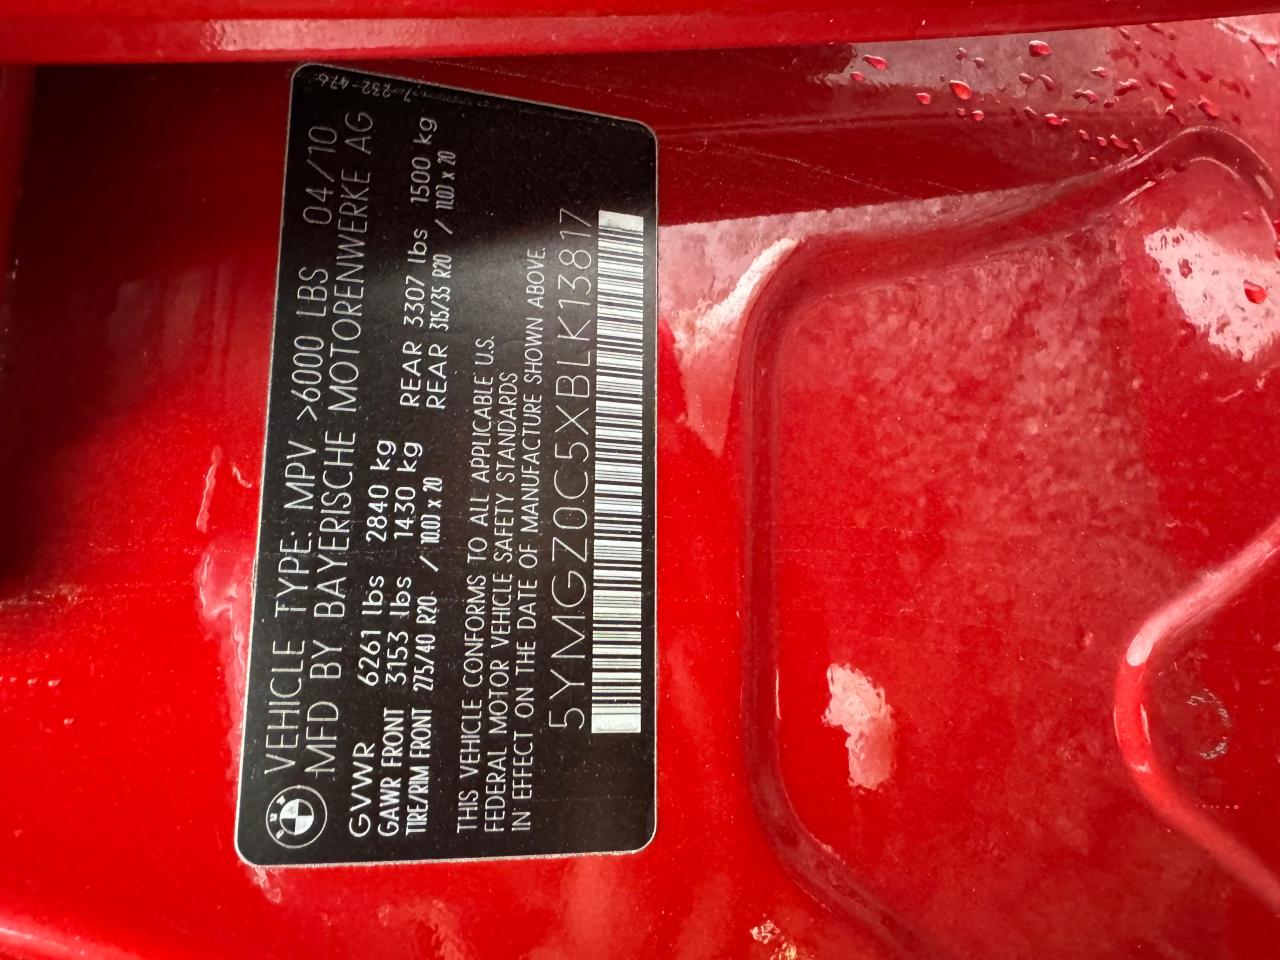 7 232-476
VEHICLE TYPE: MPV >6000 LBS 04/10
MFD BY BAYERISCHE MOTORENWERKE AG
GVWR 6261 lbs 2840 kg
GAWR FRONT 3153 lbs 1430 kg REAR 3307 lbs 1500 kg
TIRE/RIM FRONT 275/40 R20 / 10.0J x 20 REAR 315/35 R20 / 11.0J x 20
THIS VEHICLE CONFORMS TO ALL APPLICABLE U.S.
FEDERAL MOTOR VEHICLE SAFETY STANDARDS
IN EFFECT ON THE DATE OF MANUFACTURE SHOWN ABOVE.
5YMGZ0C5XBLK13817